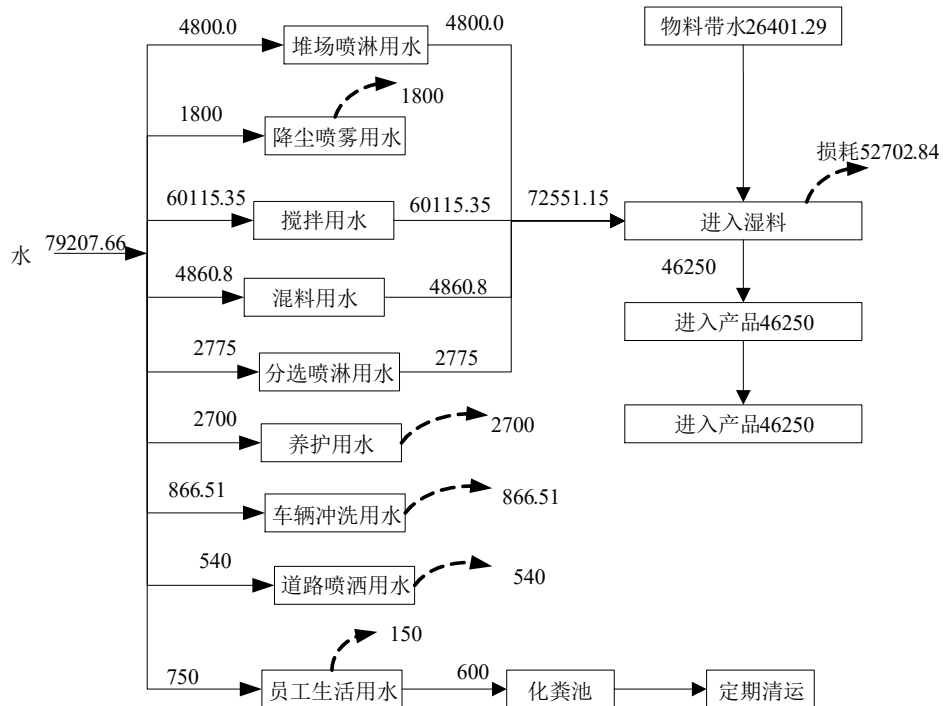 4800.0
堆场喷淋用水
4800.0
物料带水26401.29
1800
降尘喷雾用水
1800
损耗52702.84
60115.35
搅拌用水
60115.35
72551.15
进入湿料
水
79207.66
46250
4860.8
混料用水
4860.8
进入产品46250
2775
分选喷淋用水
2775
2700
养护用水
2700
进入产品46250
866.51
车辆冲洗用水
866.51
540
道路喷洒用水
540
150
750
员工生活用水
600
化粪池
定期清运